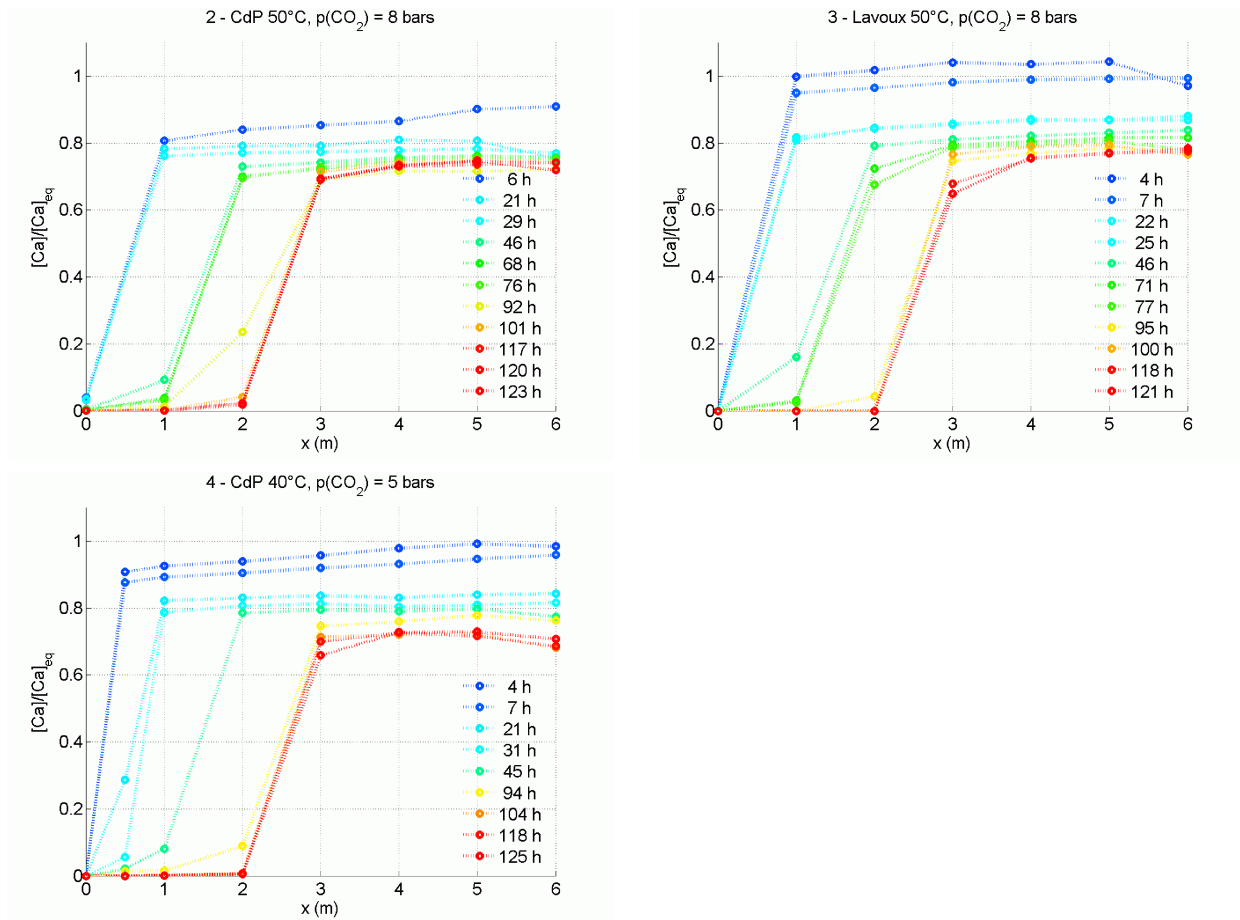 2 - CdP 50°C, p(CO2) = 8 bars
[Ca]/[Ca]eq
1
0.8
0.6
0.4
0.2
0
0 1 2 3 4 5 6
x (m)
6 h
21 h
29 h
46 h
68 h
76 h
92 h
101 h
117 h
120 h
123 h
3 - Lavoux 50°C, p(CO2) = 8 bars
[Ca]/[Ca]eq
1
0.8
0.6
0.4
0.2
0
0 1 2 3 4 5 6
x (m)
4 h
7 h
22 h
25 h
46 h
71 h
77 h
95 h
100 h
118 h
121 h
4 - CdP 40°C, p(CO2) = 5 bars
[Ca]/[Ca]eq
1
0.8
0.6
0.4
0.2
0
0 1 2 3 4 5 6
x (m)
4 h
7 h
21 h
31 h
45 h
94 h
104 h
118 h
125 h